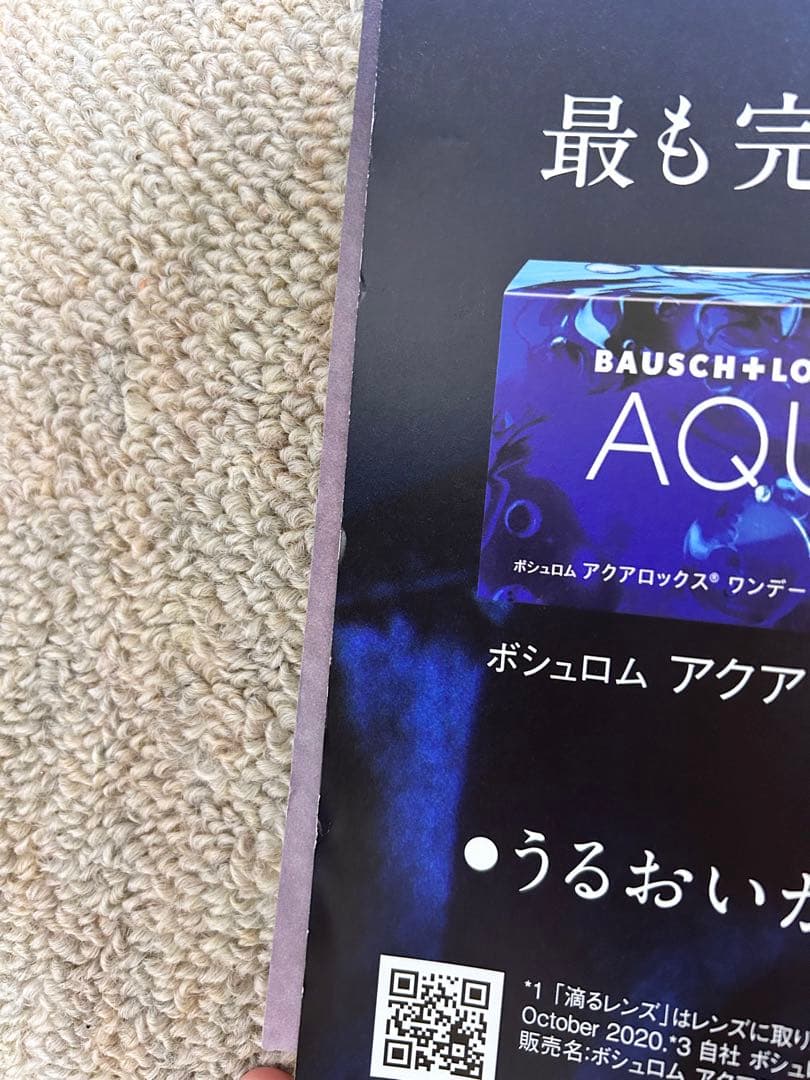 最も完
BAUSCH+LO
AQU
ボシュロム アクアロックス® ワンデー
ボシュロム アクア
●うるおいが
*1「滴るレンズ」はレンズに取り
October 2020.*3 自社 ボシュ
販売名:ボシュロム アク